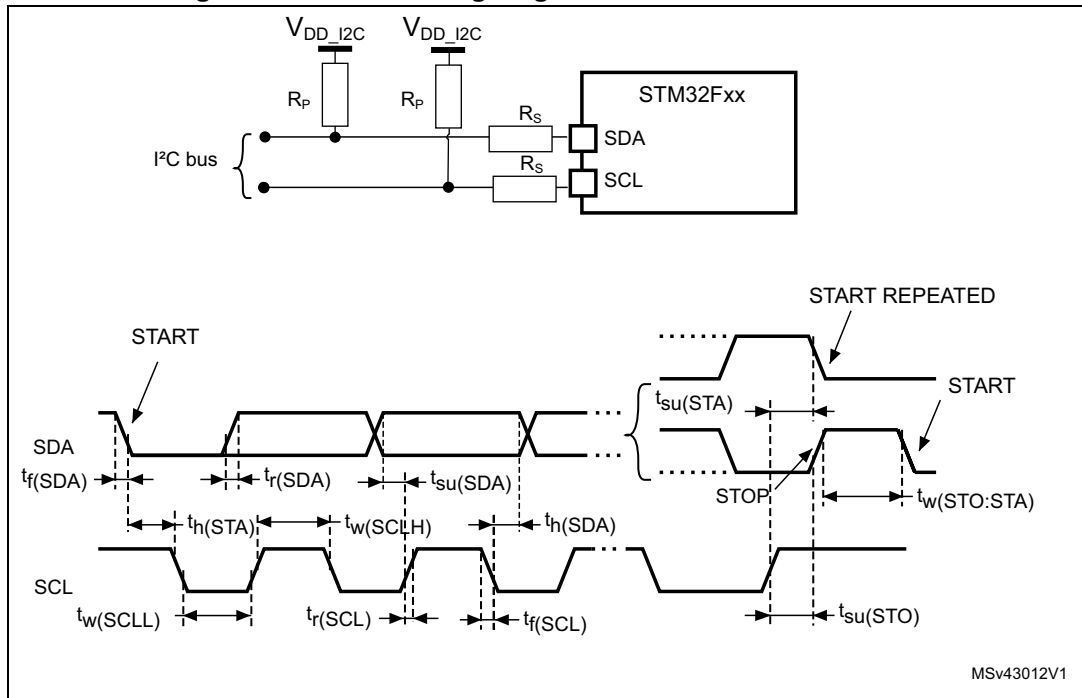 V_DD_I2C V_DD_I2C
STM32Fxx
R_P R_P
R_S
SDA
I²C bus
R_S
SCL
START REPEATED
START
START
t_su(STA)
SDA
t_f(SDA) t_r(SDA) t_su(SDA)
STOP
t_w(STO:STA)
t_h(STA) t_w(SCLH) t_h(SDA)
SCL
t_w(SCLL) t_r(SCL) t_f(SCL) t_su(STO)
MSv43012V1